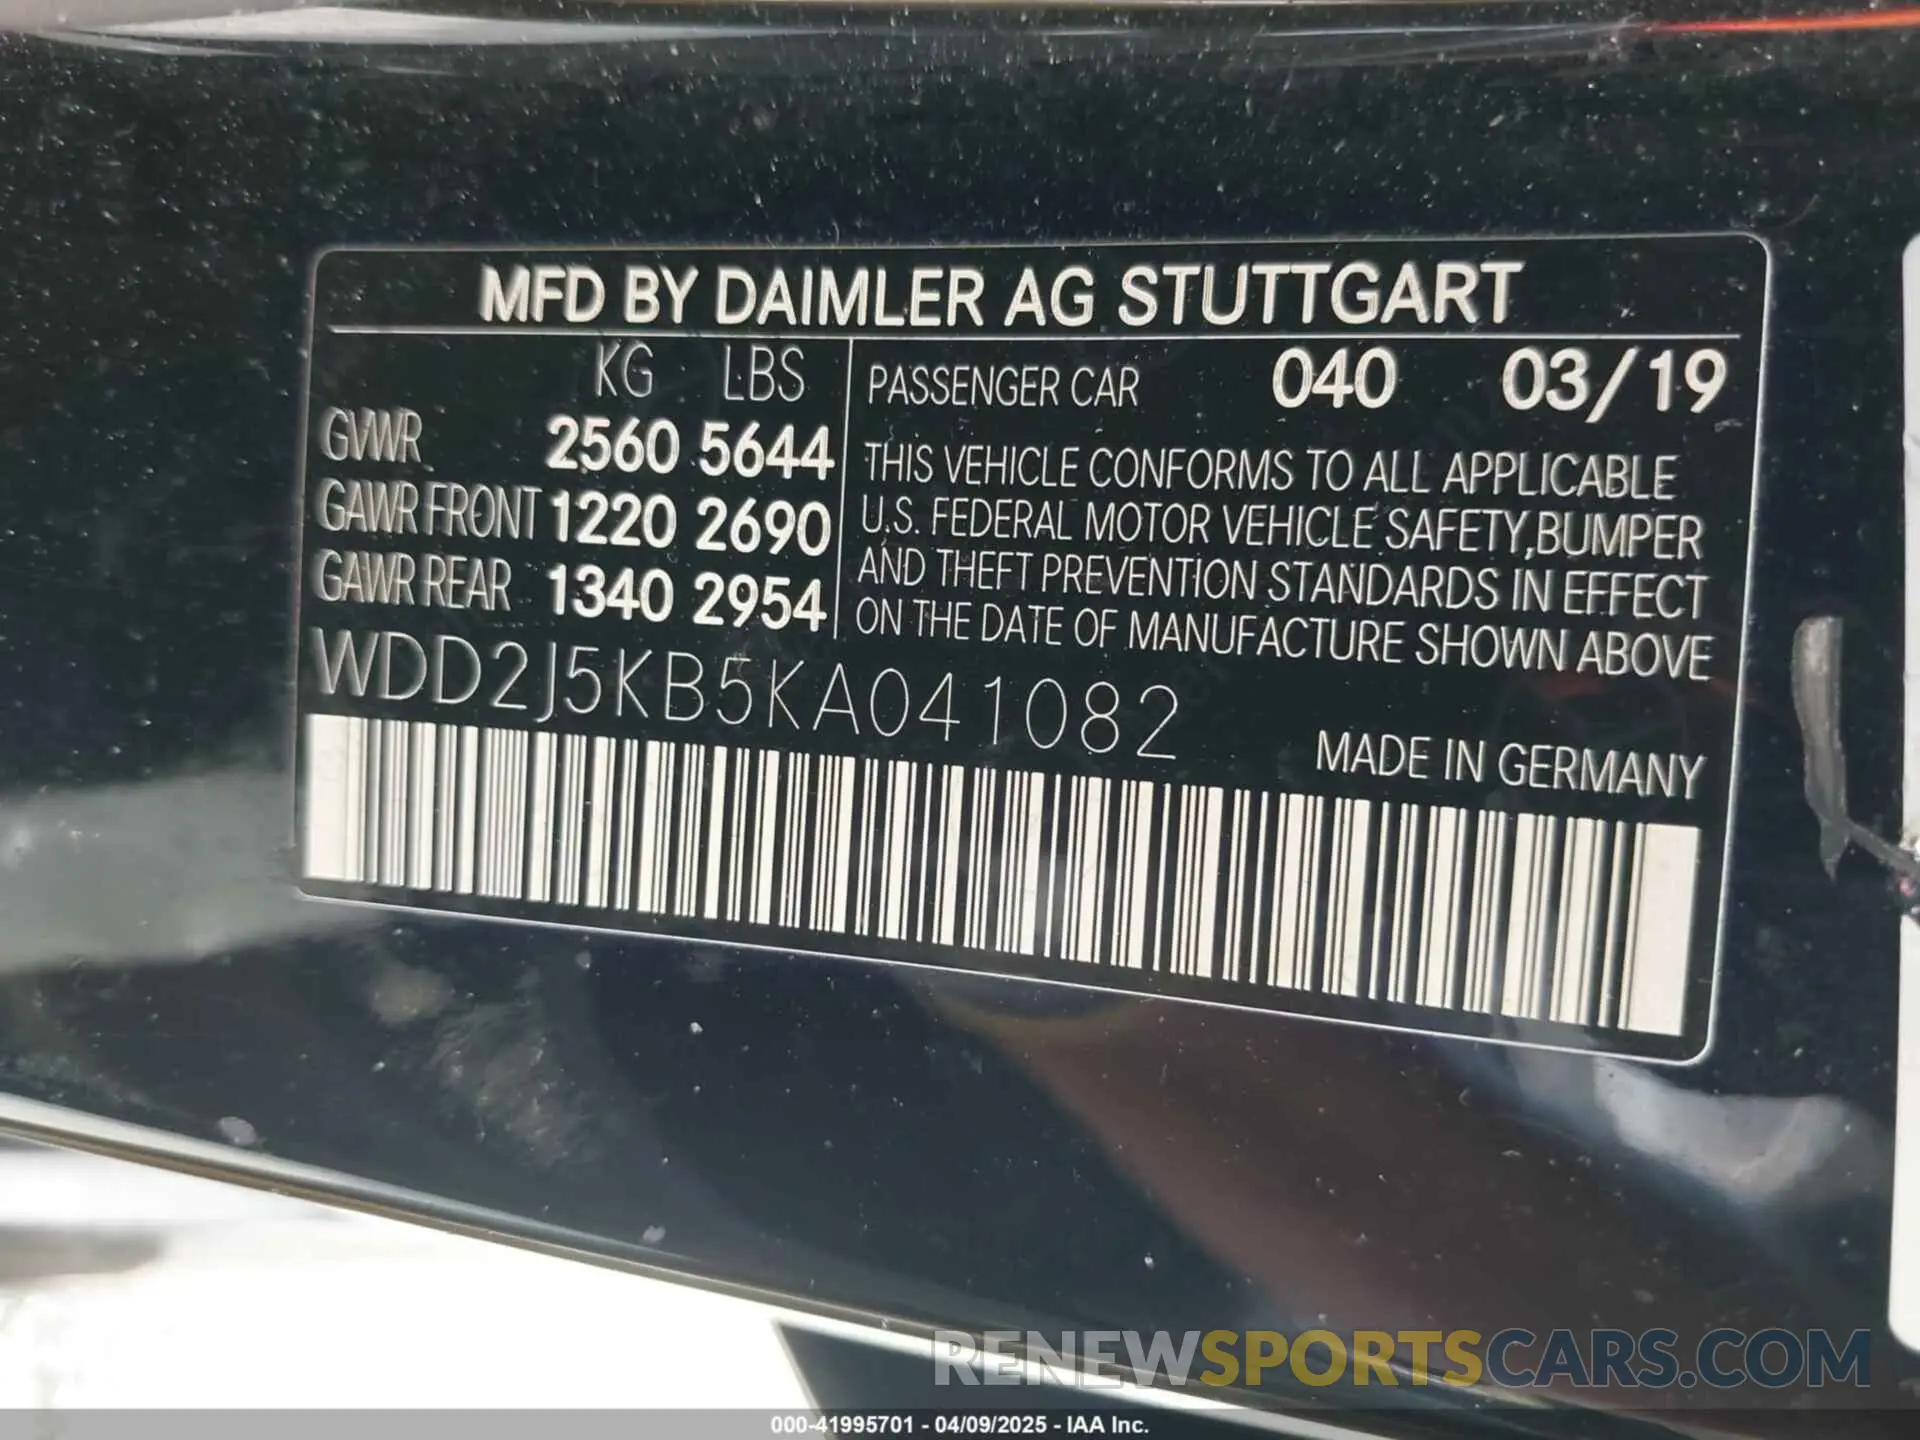 MFD BY DAIMLER AG STUTTGART
KG LBS
GVWR 2560 5644
GAWR FRONT 1220 2690
GAWR REAR 1340 2954
PASSENGER CAR 040 03/19
THIS VEHICLE CONFORMS TO ALL APPLICABLE
U.S. FEDERAL MOTOR VEHICLE SAFETY,BUMPER
AND THEFT PREVENTION STANDARDS IN EFFECT
ON THE DATE OF MANUFACTURE SHOWN ABOVE
WDD2J5KB5KA041082
MADE IN GERMANY
RENEWSPORTSCARS.COM
000-41995701 - 04/09/2025 - IAA Inc.